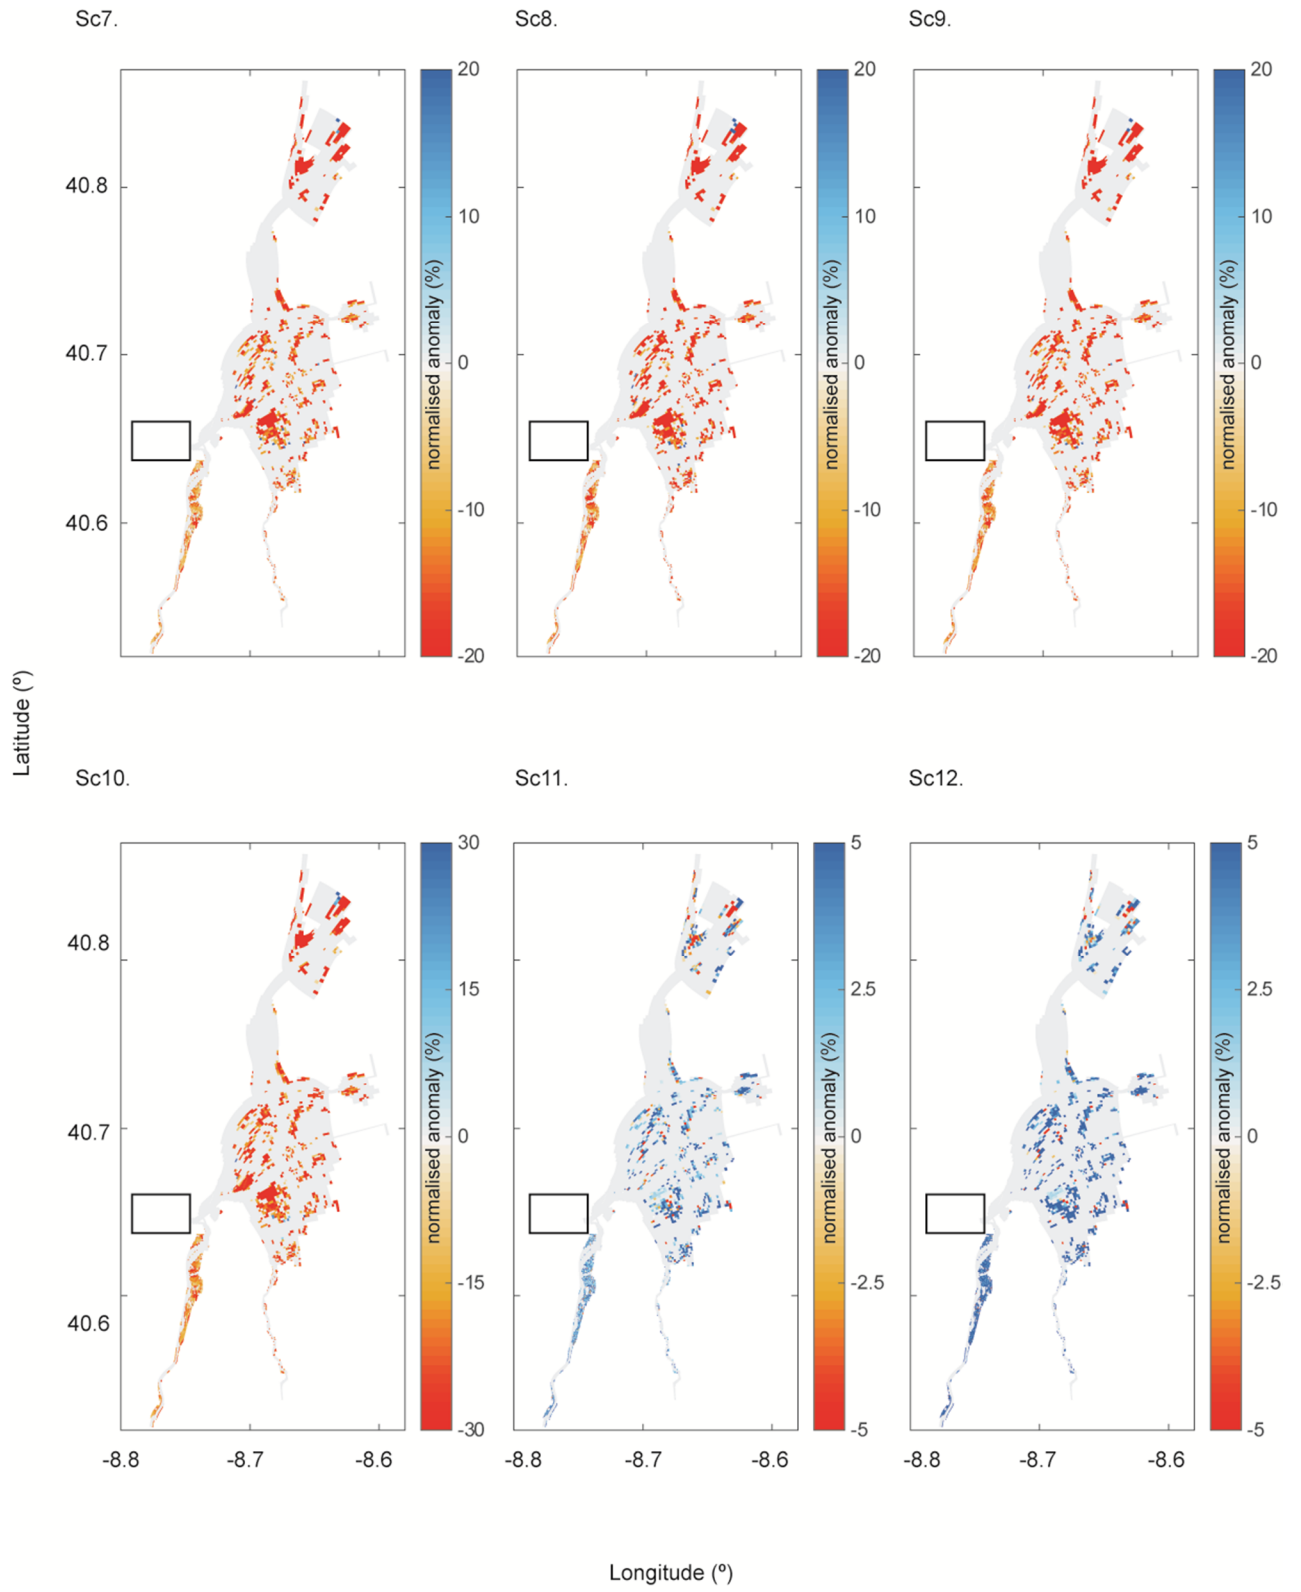 Sc7. Sc8. Sc9.
20 20 20
40.8
10 10 10
normalised anomaly (%) normalised anomaly (%) normalised anomaly (%)
40.7 0 0 0
-10 -10 -10
40.6
-20 -20 -20
Latitude (º)
Sc10. Sc11. Sc12.
30 5 5
40.8
15 2.5 2.5
normalised anomaly (%) normalised anomaly (%) normalised anomaly (%)
40.7 0 0 0
-15 -2.5 -2.5
40.6
-30 -5 -5
-8.8 -8.7 -8.6 -8.8 -8.7 -8.6 -8.8 -8.7 -8.6
Longitude (º)